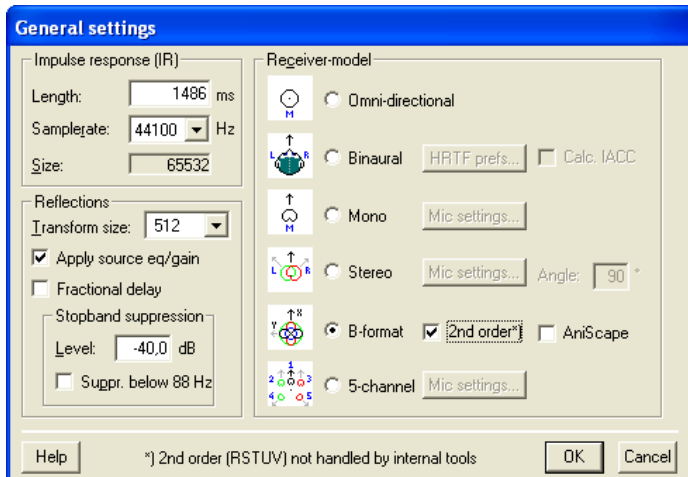 General settings
Impulse response (IR)
Length: 1486 ms
Samplerate: 44100 Hz
Size: 65532
Reflections
Transform size: 512
Apply source eq/gain
Fractional delay
Stopband suppression
Level: -40,0 dB
Suppr. below 88 Hz
Receiver-model
M Omni-directional
L R Binaural HRTF prefs... Calc. IACC
M Mono Mic settings...
L R Stereo Mic settings... Angle: 90 °
X Y B-format 2nd order*) AniScape
1 2 3 4 5 5-channel Mic settings...
Help *) 2nd order (RSTUV) not handled by internal tools OK Cancel